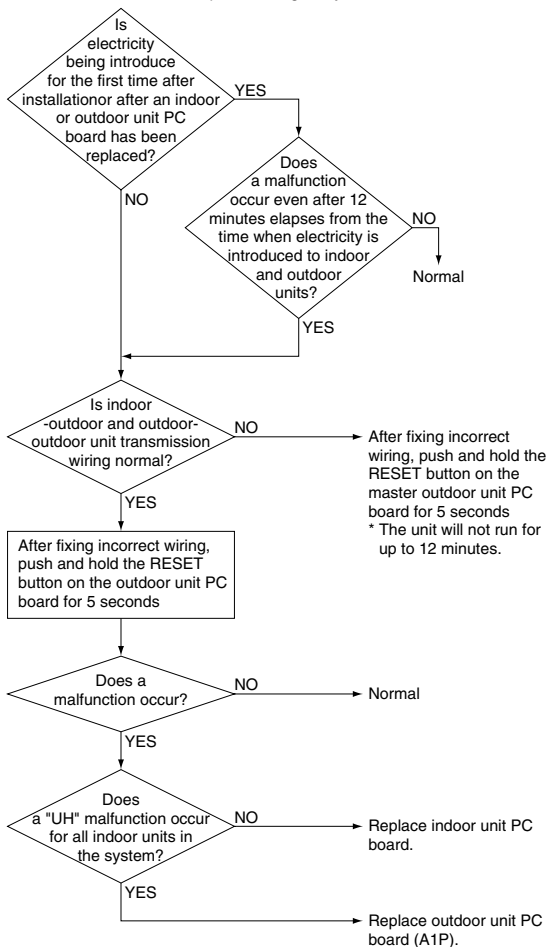 Is
electricity
being introduce
for the first time after
installationor after an indoor
or outdoor unit PC
board has been
replaced?
YES
NO
Does
a malfunction
occur even after 12
minutes elapses from the
time when electricity is
introduced to indoor
and outdoor
units?
NO
Normal
YES
Is indoor
-outdoor and outdoor-
outdoor unit transmission
wiring normal?
NO
After fixing incorrect
wiring, push and hold the
RESET button on the
master outdoor unit PC
board for 5 seconds
* The unit will not run for
up to 12 minutes.
YES
After fixing incorrect wiring,
push and hold the RESET
button on the outdoor unit PC
board for 5 seconds
Does a
malfunction occur?
NO
Normal
YES
Does
a "UH" malfunction occur
for all indoor units in
the system?
NO
Replace indoor unit PC
board.
YES
Replace outdoor unit PC
board (A1P).